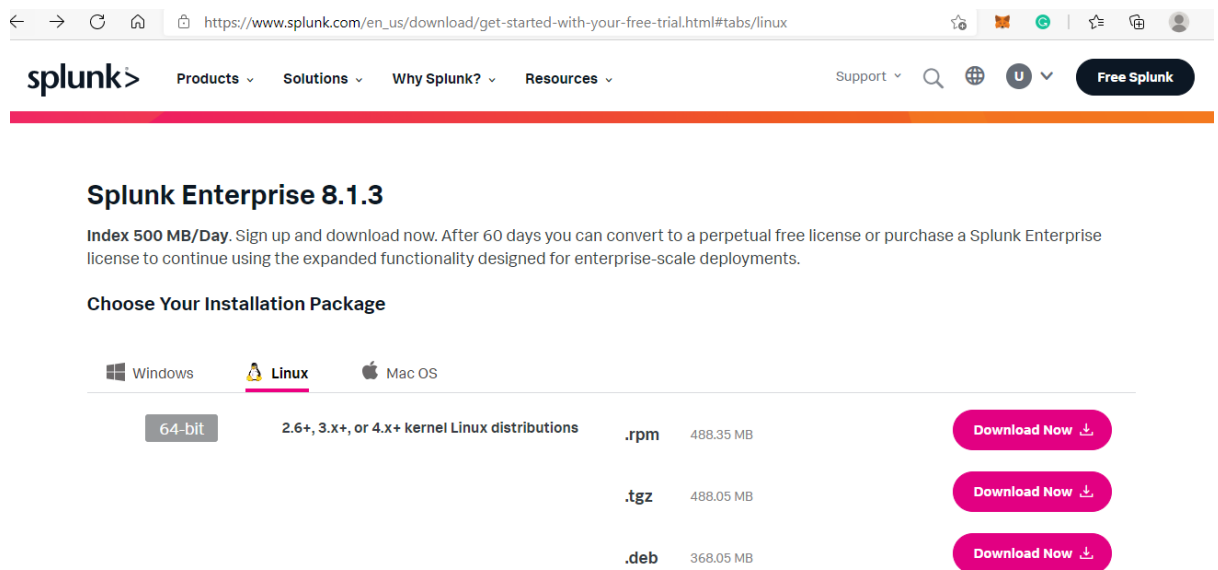 https://www.splunk.com/en_us/download/get-started-with-your-free-trial.html#tabs/linux
splunk> Products Solutions Why Splunk? Resources Support U Free Splunk
Splunk Enterprise 8.1.3
Index 500 MB/Day. Sign up and download now. After 60 days you can convert to a perpetual free license or purchase a Splunk Enterprise
license to continue using the expanded functionality designed for enterprise-scale deployments.
Choose Your Installation Package
Windows Linux Mac OS
64-bit 2.6+, 3.x+, or 4.x+ kernel Linux distributions .rpm 488.35 MB Download Now
.tgz 488.05 MB Download Now
.deb 368.05 MB Download Now